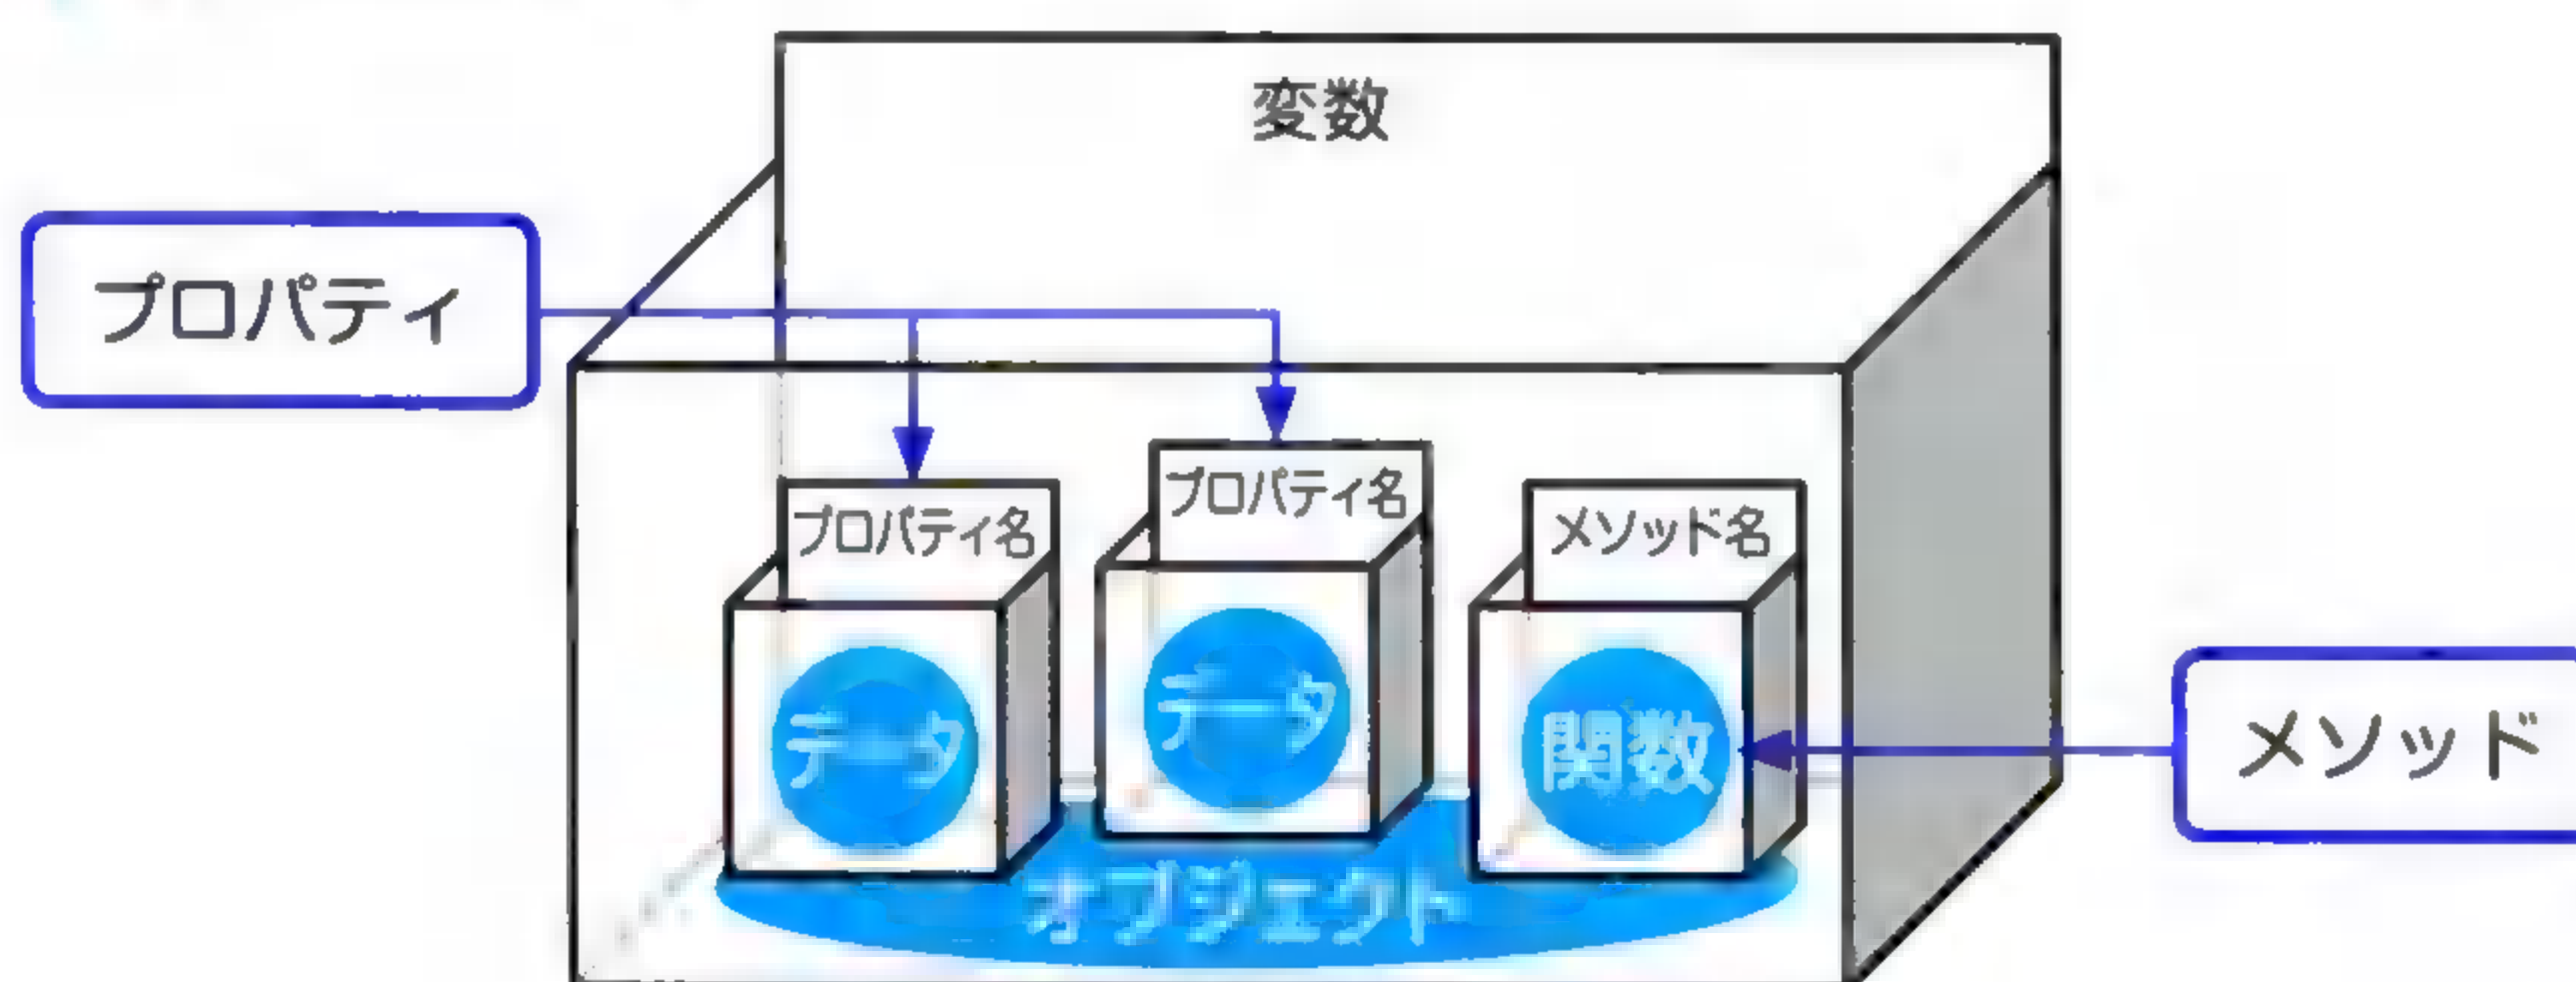 変数
プロパティ
プロパティ名
プロパティ名
メソッド名
データ
データ
関数
メソッド
オブジェクト